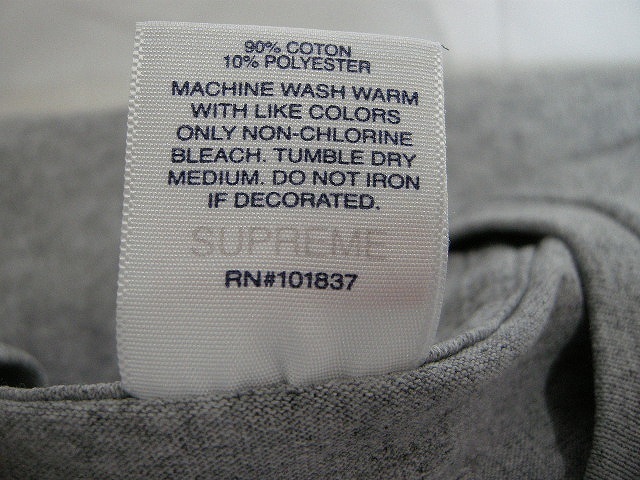 90% COTON
10% POLYESTER
MACHINE WASH WARM
WITH LIKE COLORS
ONLY NON-CHLORINE
BLEACH. TUMBLE DRY
MEDIUM. DO NOT IRON
IF DECORATED.
SUPREME
RN#101837